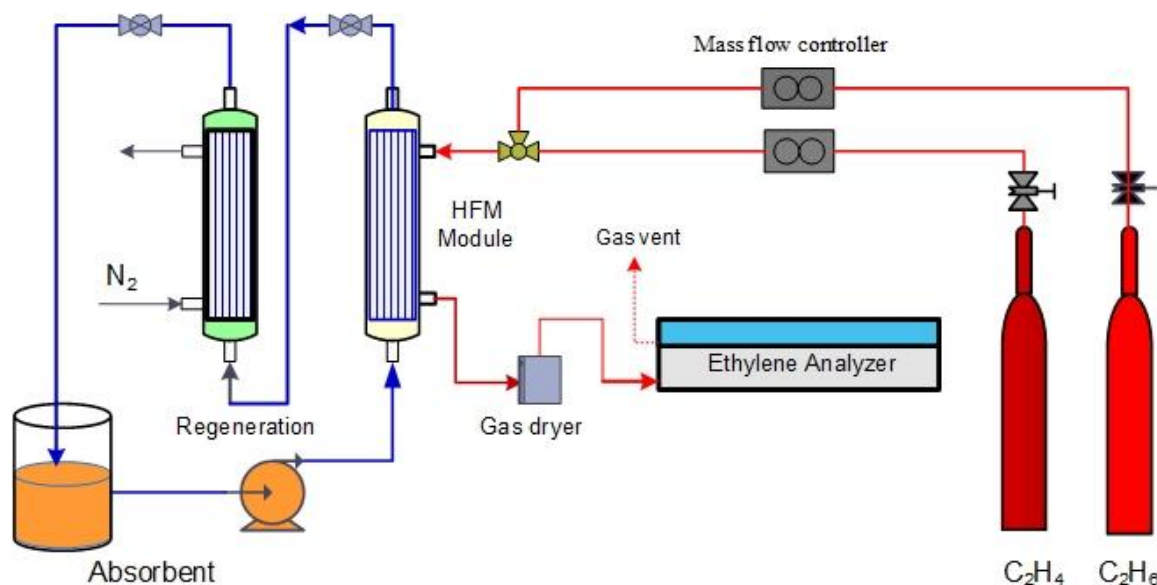 Mass flow controller
HFM
Module
Gas vent
N₂
Ethylene Analyzer
Regeneration
Gas dryer
Absorbent
C₂H₄
C₂H₆